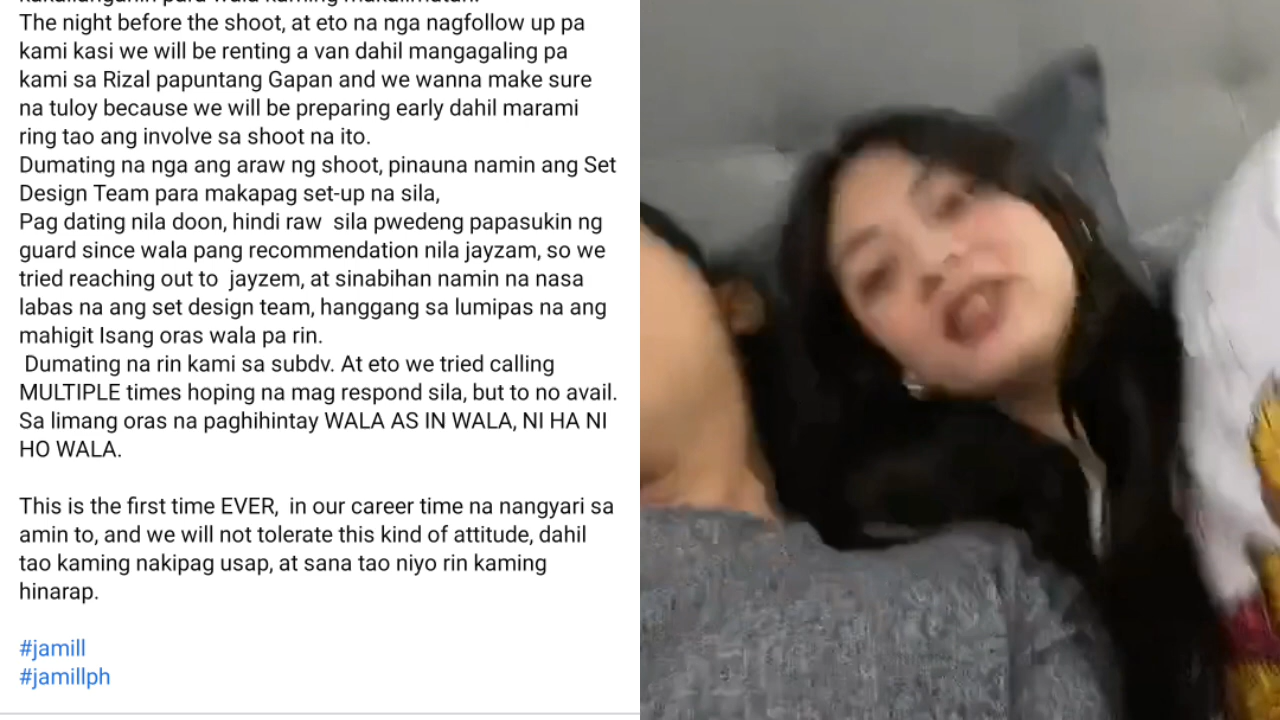 The night before the shoot, at eto na nga nagfollow up pa
kami kasi we will be renting a van dahil mangagaling pa
kami sa Rizal papuntang Gapan and we wanna make sure
na tuloy because we will be preparing early dahil marami
ring tao ang involve sa shoot na ito.
Dumating na nga ang araw ng shoot, pinauna namin ang Set
Design Team para makapag set-up na sila,
Pag dating nila doon, hindi raw  sila pwedeng papasukin ng
guard since wala pang recommendation nila jayzam, so we
tried reaching out to  jayzem, at sinabihan namin na nasa
labas na ang set design team, hanggang sa lumipas na ang
mahigit Isang oras wala pa rin.
Dumating na rin kami sa subdv. At eto we tried calling
MULTIPLE times hoping na mag respond sila, but to no avail.
Sa limang oras na paghihintay WALA AS IN WALA, NI HA NI
HO WALA.
This is the first time EVER,  in our career time na nangyari sa
amin to, and we will not tolerate this kind of attitude, dahil
tao kaming nakipag usap, at sana tao niyo rin kaming
hinarap.
#jamill
#jamillph